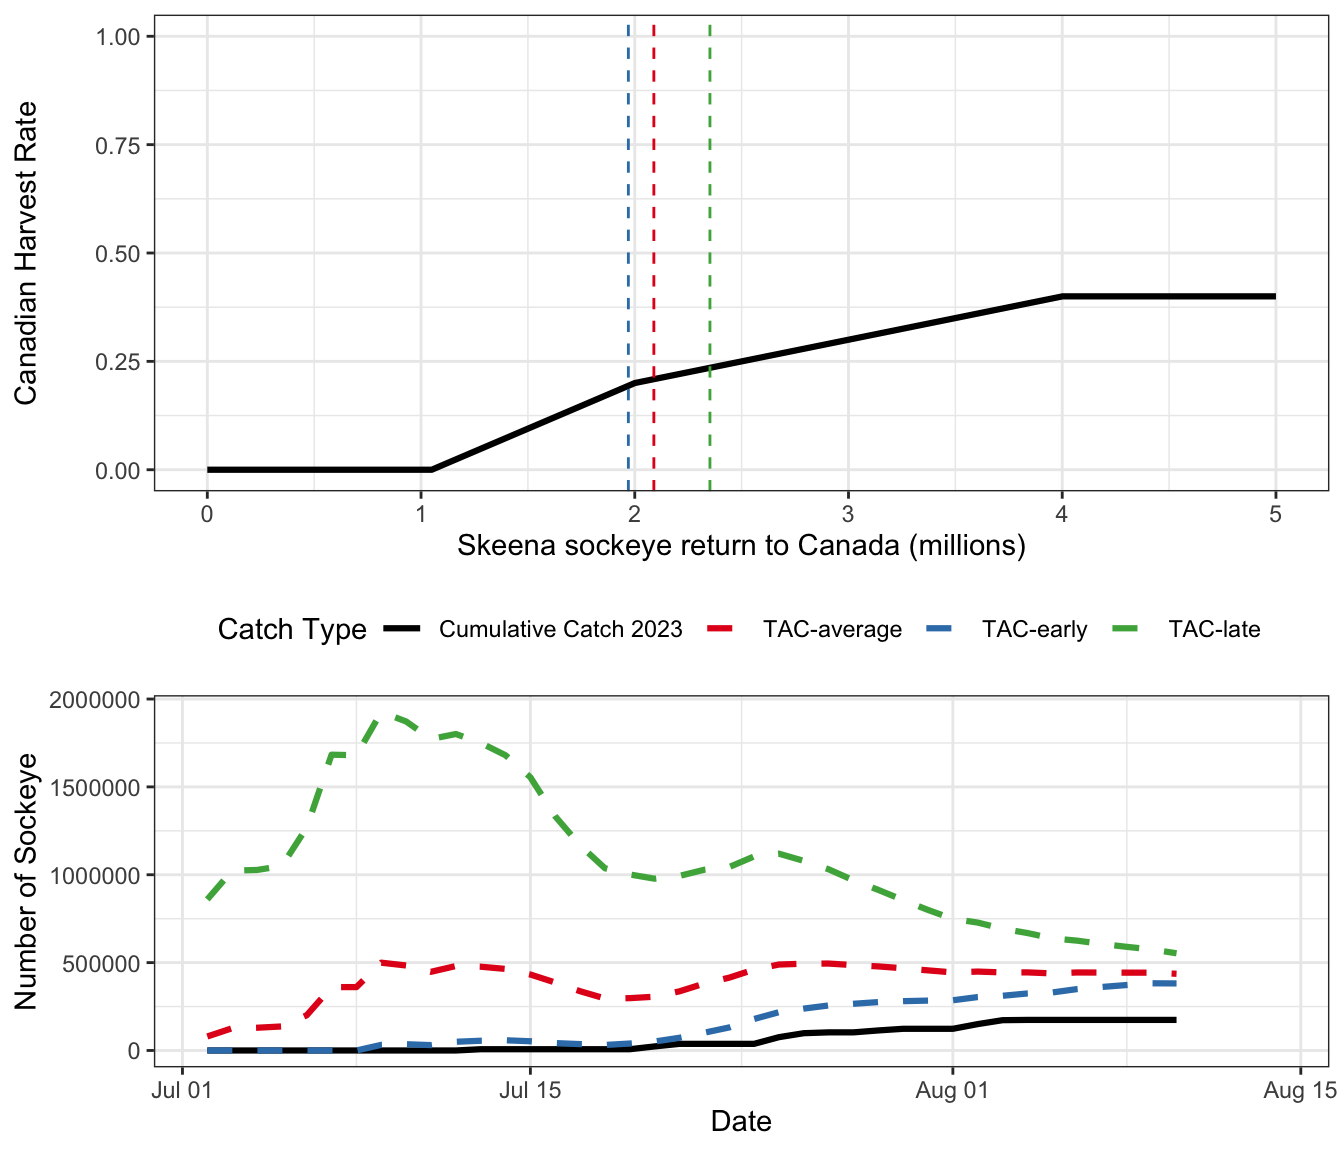 1.00
0.75
0.50
0.25
0.00
Canadian Harvest Rate
0 1 2 3 4 5
Skeena sockeye return to Canada (millions)
Catch Type Cumulative Catch 2023 TAC-average TAC-early TAC-late
2000000
1500000
1000000
500000
0
Number of Sockeye
Jul 01 Jul 15 Aug 01 Aug 15
Date